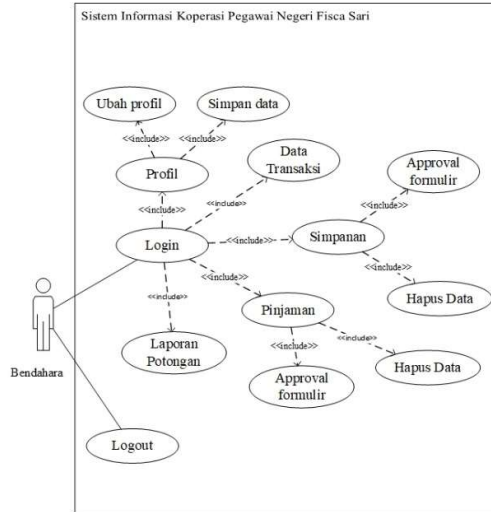 Sistem Informasi Koperasi Pegawai Negeri Fisca Sari
Ubah profil
Simpan data
<<include>>
<<include>>
Profil
Data
Transaksi
Approval
formulir
<<include>>
<<include>>
<<include>>
Login
<<include>>
Simpanan
<<include>>
<<include>>
<<include>>
Pinjaman
Hapus Data
Laporan
Potongan
<<include>>
<<include>>
Bendahara
Approval
formulir
Hapus Data
Logout